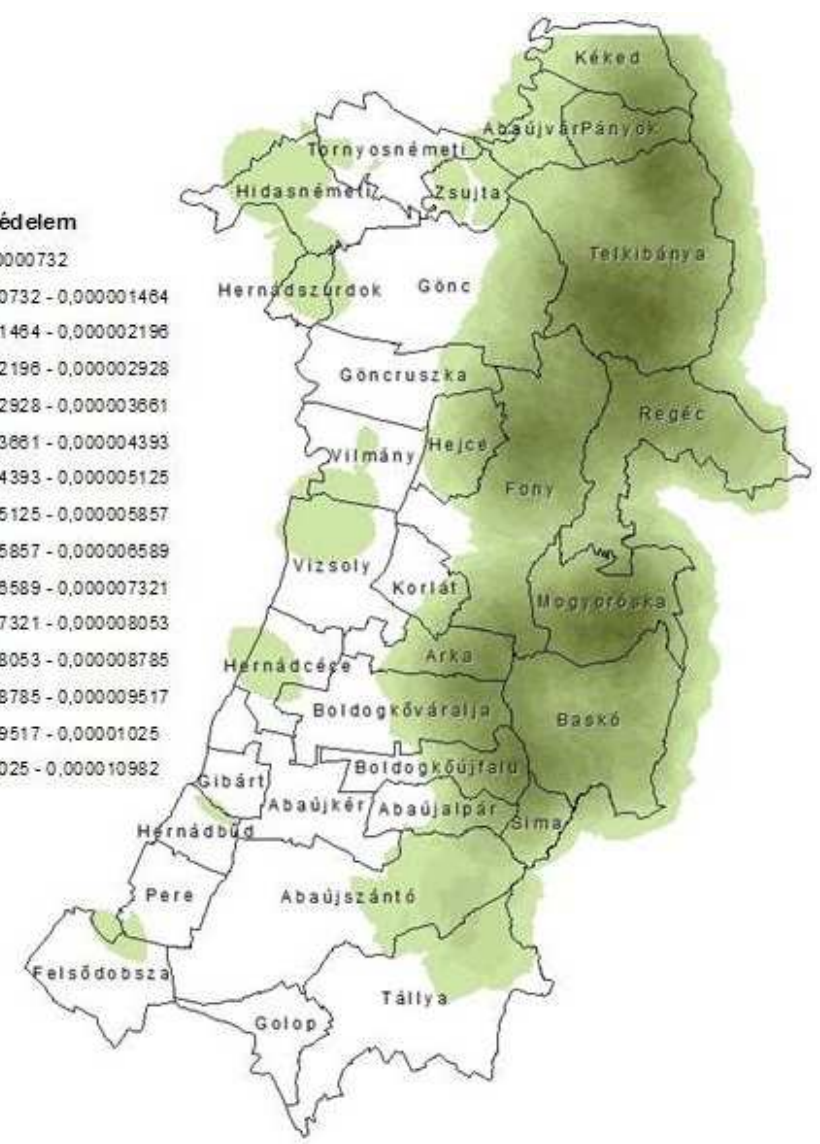 édelem
0000732
0732 - 0,000001464
1464 - 0,000002196
2196 - 0,000002928
2928 - 0,000003661
3661 - 0,000004393
4393 - 0,000005125
5125 - 0,000005857
5857 - 0,000006589
6589 - 0,000007321
7321 - 0,000008053
8053 - 0,000008785
8785 - 0,000009517
9517 - 0,00001025
025 - 0,000010982
Kéked
Abaújvár Pányok
Tornyosnémeti
Hidasnémeti Zsujta
Telkibánya
Hernádszurdok Gönc
Göncruszka
Regéc
Vilmány Hejce
Fony
Vizsoly
Korlát
Mogyoróska
Arka
Hernádcéce
Boldogkőváralja
Baskó
Boldogkőújfalu
Gibárt
Abaújkér Abaújalpár
Sima
Hernádbűd
Pere
Abaújszántó
Felsődobsza
Tállya
Golop